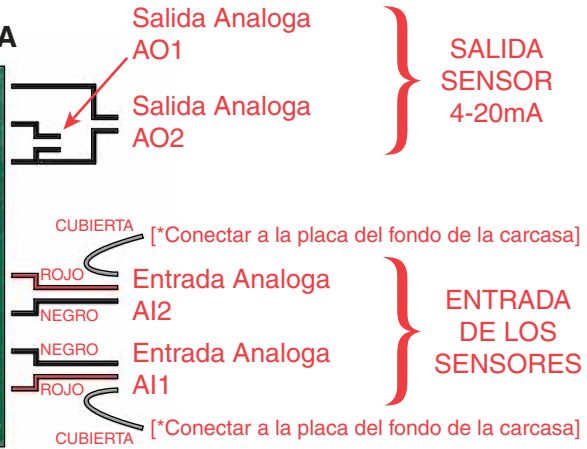 A
Salida Analoga
AO1
Salida Analoga
AO2
SALIDA
SENSOR
4-20mA
CUBIERTA
[*Conectar a la placa del fondo de la carcasa]
ROJO
Entrada Analoga
AI2
NEGRO
NEGRO
Entrada Analoga
AI1
ROJO
ENTRADA
DE LOS
SENSORES
CUBIERTA
[*Conectar a la placa del fondo de la carcasa]